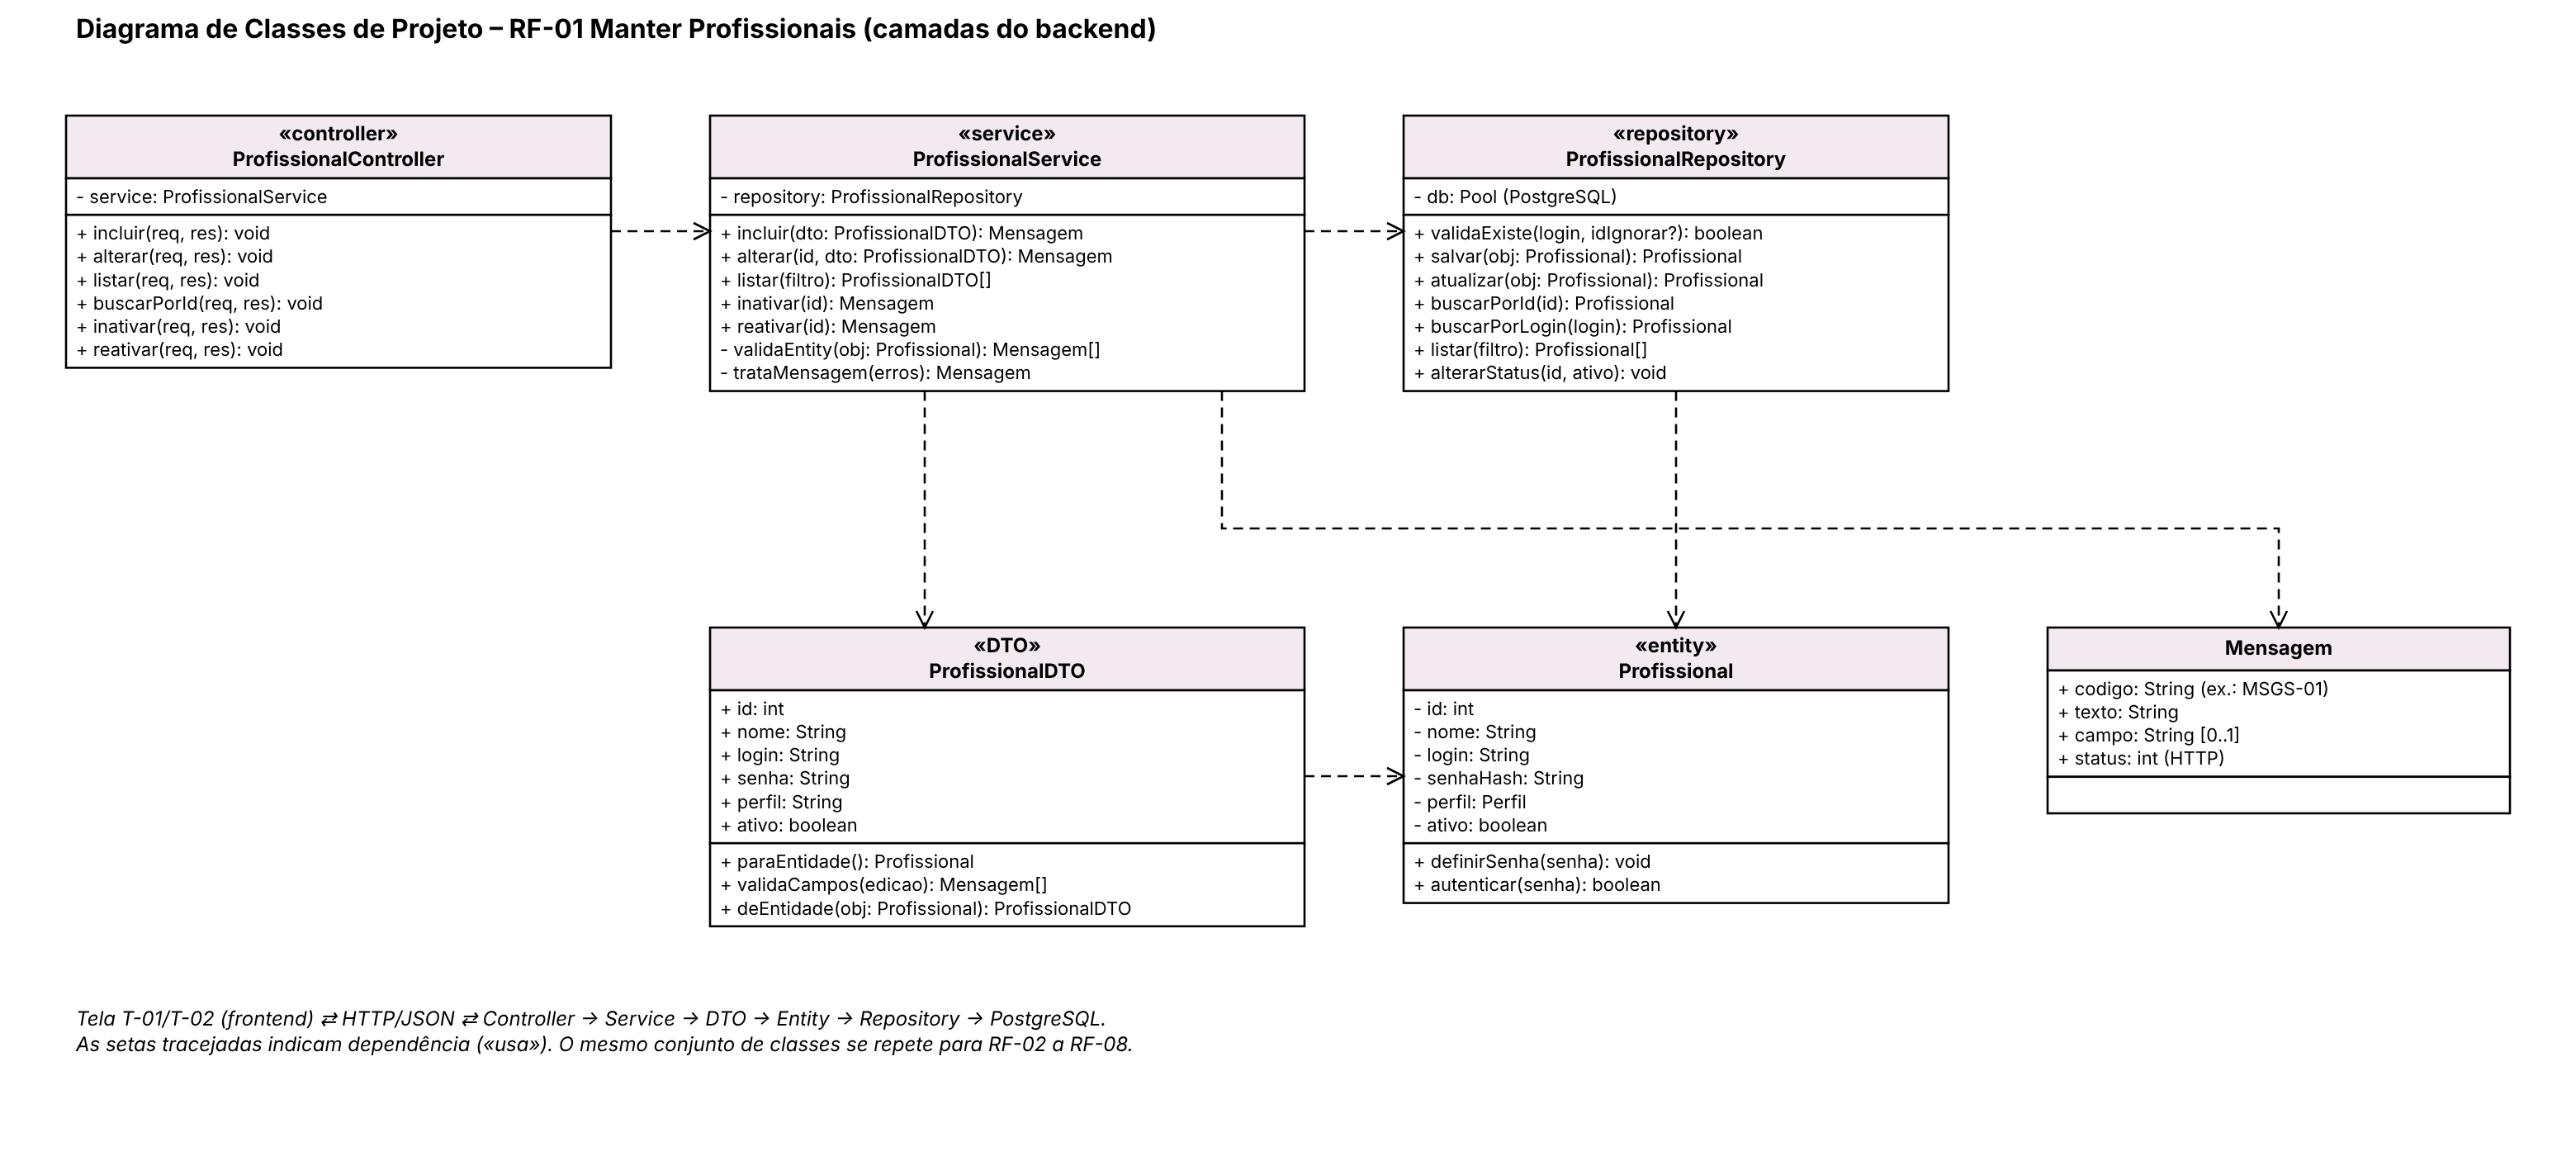 Diagrama de Classes de Projeto – RF-01 Manter Profissionais (camadas do backend)
«controller»
ProfissionalController
- service: ProfissionalService
+ incluir(req, res): void
+ alterar(req, res): void
+ listar(req, res): void
+ buscarPorId(req, res): void
+ inativar(req, res): void
+ reativar(req, res): void
«service»
ProfissionalService
- repository: ProfissionalRepository
+ incluir(dto: ProfissionalDTO): Mensagem
+ alterar(id, dto: ProfissionalDTO): Mensagem
+ listar(filtro): ProfissionalDTO[]
+ inativar(id): Mensagem
+ reativar(id): Mensagem
- validaEntity(obj: Profissional): Mensagem[]
- trataMensagem(erros): Mensagem
«repository»
ProfissionalRepository
- db: Pool (PostgreSQL)
+ validaExiste(login, idIgnorar?): boolean
+ salvar(obj: Profissional): Profissional
+ atualizar(obj: Profissional): Profissional
+ buscarPorId(id): Profissional
+ buscarPorLogin(login): Profissional
+ listar(filtro): Profissional[]
+ alterarStatus(id, ativo): void
«DTO»
ProfissionalDTO
+ id: int
+ nome: String
+ login: String
+ senha: String
+ perfil: String
+ ativo: boolean
+ paraEntidade(): Profissional
+ validaCampos(edicao): Mensagem[]
+ deEntidade(obj: Profissional): ProfissionalDTO
«entity»
Profissional
- id: int
- nome: String
- login: String
- senhaHash: String
- perfil: Perfil
- ativo: boolean
+ definirSenha(senha): void
+ autenticar(senha): boolean
Mensagem
+ codigo: String (ex.: MSGS-01)
+ texto: String
+ campo: String [0..1]
+ status: int (HTTP)
Tela T-01/T-02 (frontend) ⇄ HTTP/JSON ⇄ Controller → Service → DTO → Entity → Repository → PostgreSQL.
As setas tracejadas indicam dependência («usa»). O mesmo conjunto de classes se repete para RF-02 a RF-08.